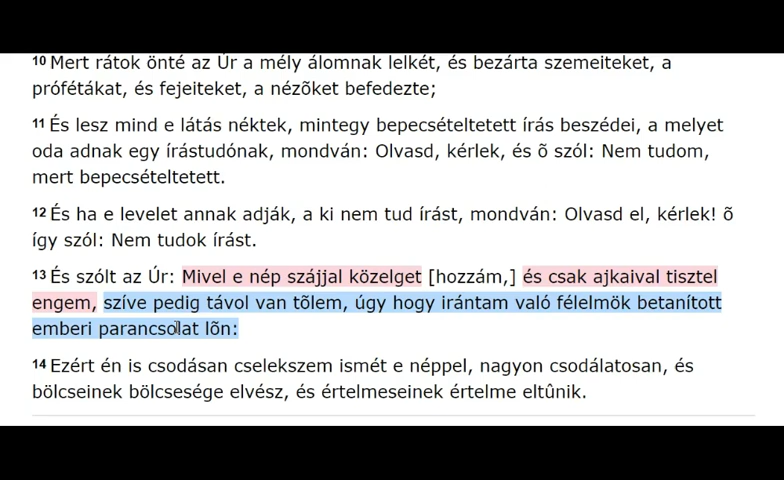 10 Mert rátok önté az Úr a mély álomnak lelkét, és bezárta szemeiteket, a
prófétákat, és fejeiteket, a nézõket befedezte;
11 És lesz mind e látás néktek, mintegy bepecsételtetett írás beszédei, a melyet
oda adnak egy írástudónak, mondván: Olvasd, kérlek, és õ szól: Nem tudom,
mert bepecsételtetett.
12 És ha e levelet annak adják, a ki nem tud írást, mondván: Olvasd el, kérlek! õ
így szól: Nem tudok írást.
13 És szólt az Úr: Mivel e nép szájjal közelget [hozzám,] és csak ajkaival tisztel
engem, szíve pedig távol van tõlem, úgy hogy irántam való félelmök betanított
emberi parancsolat lõn:
14 Ezért én is csodásan cselekszem ismét e néppel, nagyon csodálatosan, és
bölcseinek bölcsesége elvész, és értelmeseinek értelme eltûnik.